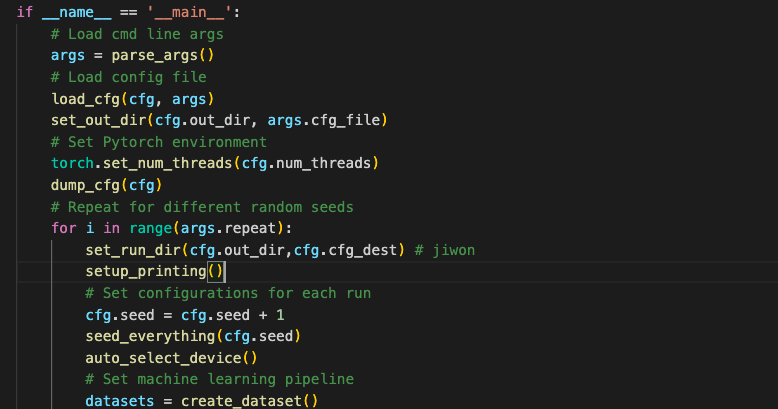 if __name__ == '__main__':
    # Load cmd line args
    args = parse_args()
    # Load config file
    load_cfg(cfg, args)
    set_out_dir(cfg.out_dir, args.cfg_file)
    # Set Pytorch environment
    torch.set_num_threads(cfg.num_threads)
    dump_cfg(cfg)
    # Repeat for different random seeds
    for i in range(args.repeat):
        set_run_dir(cfg.out_dir,cfg.cfg_dest) # jiwon
        setup_printing()
        # Set configurations for each run
        cfg.seed = cfg.seed + 1
        seed_everything(cfg.seed)
        auto_select_device()
        # Set machine learning pipeline
        datasets = create_dataset()